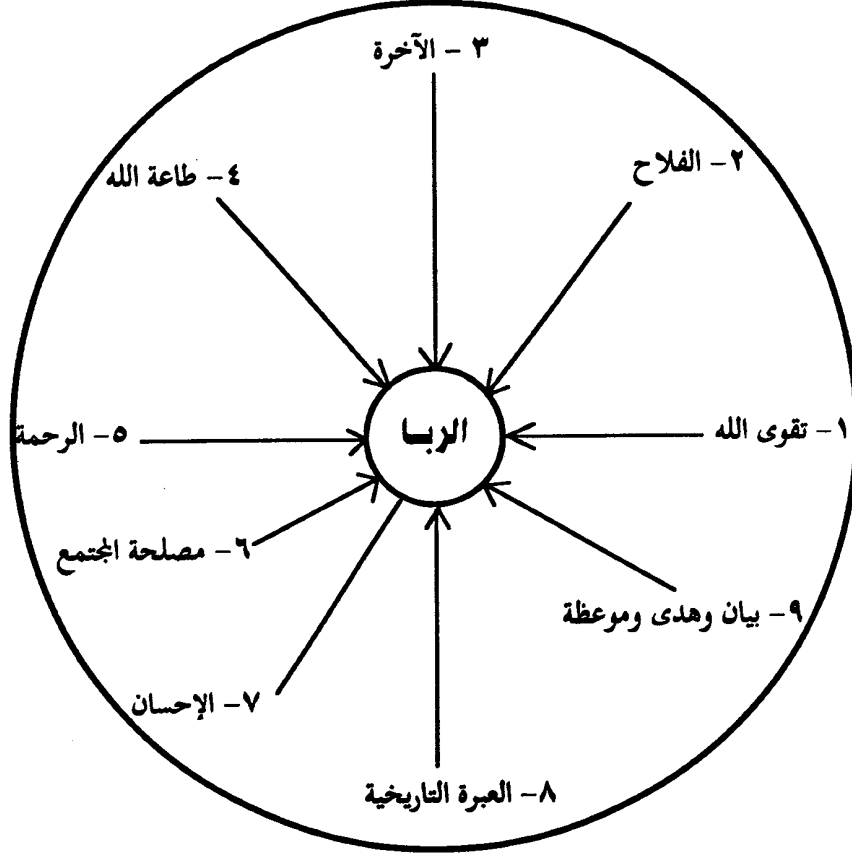 ٣ - الآخرة
٢- الفلاح
٤- طاعة الله
١- تقوى الله
الربا
٥- الرحمة
٦- مصلحة المجتمع
٩- بيان وهدى وموعظة
٧- الإحسان
٨- العبرة التاريخية